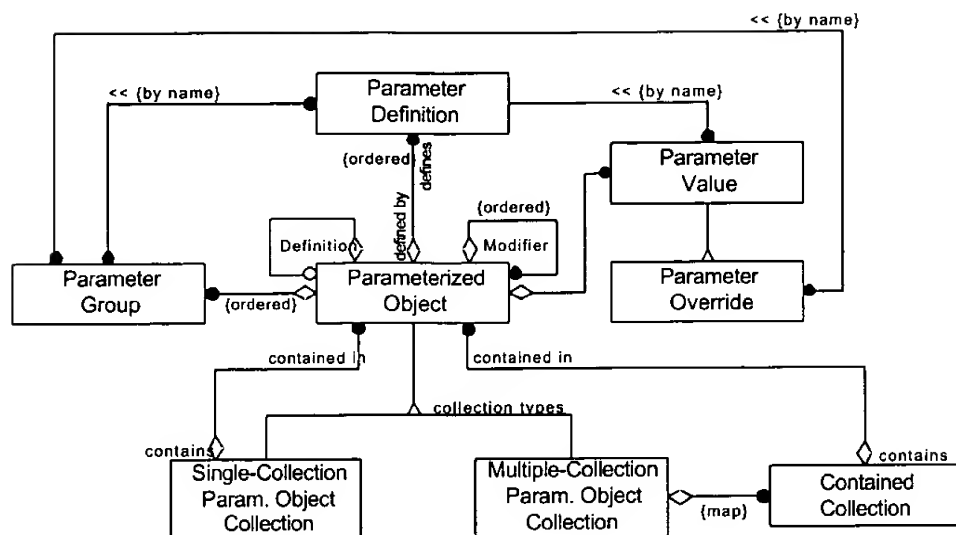 << {by name}
Parameter
Definition
<< {by name}
<< {by name}
{ordered}
defines
defined by
Parameter
Value
{ordered}
Definition
Modifier
Parameter
Group
{ordered}
Parameterized
Object
Parameter
Override
contained in
contained in
collection types
contains
contains
Single-Collection
Param. Object
Collection
Multiple-Collection
Param. Object
Collection
{map}
Contained
Collection